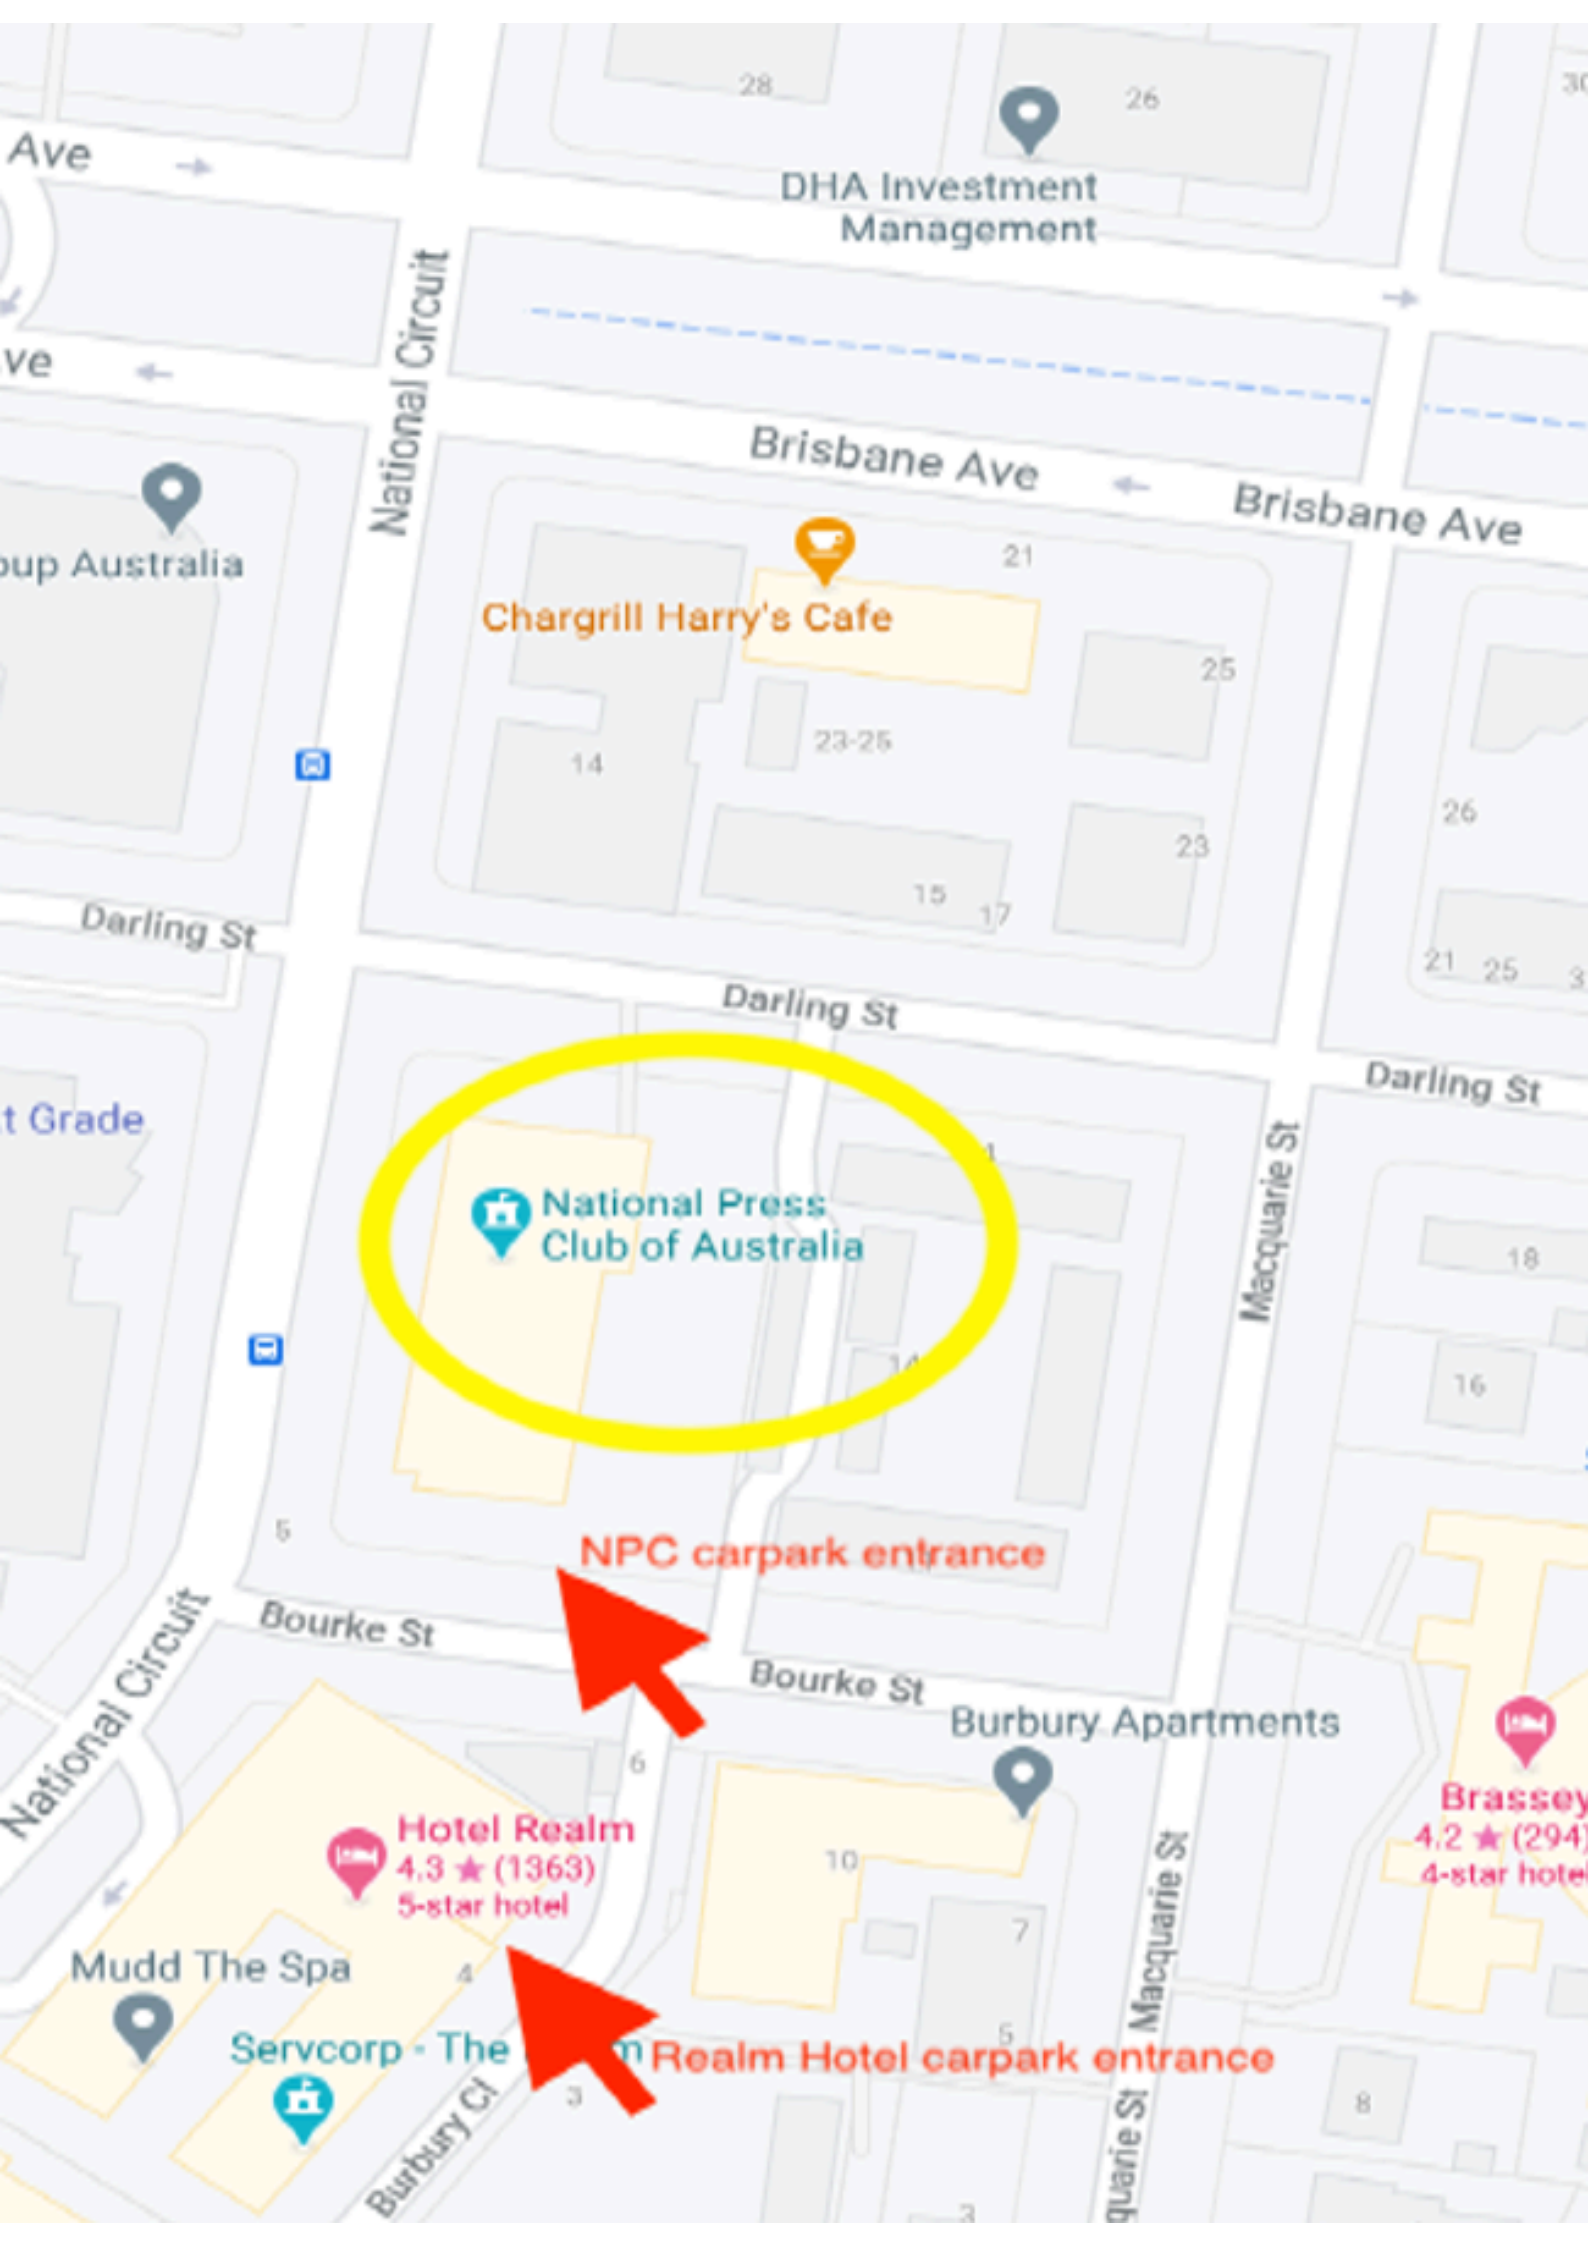 28
26
30
Ave
DHA Investment
Management
National Circuit
ve
Brisbane Ave
Brisbane Ave
oup Australia
21
Chargrill Harry's Cafe
25
23-25
14
26
23
15
17
Darling St
21
25
3
Darling St
Darling St
t Grade
National Press
Club of Australia
Macquarie St
18
14
16
5
NPC carpark entrance
National Circuit
Bourke St
Bourke St
Burbury Apartments
6
Brassey
4.2 ★ (294)
4-star hotel
Hotel Realm
4.3 ★ (1363)
5-star hotel
10
7
Macquarie St
Mudd The Spa
4
5
Servcorp - The m
Realm Hotel carpark entrance
3
8
Burbury Cl
quarie St
3